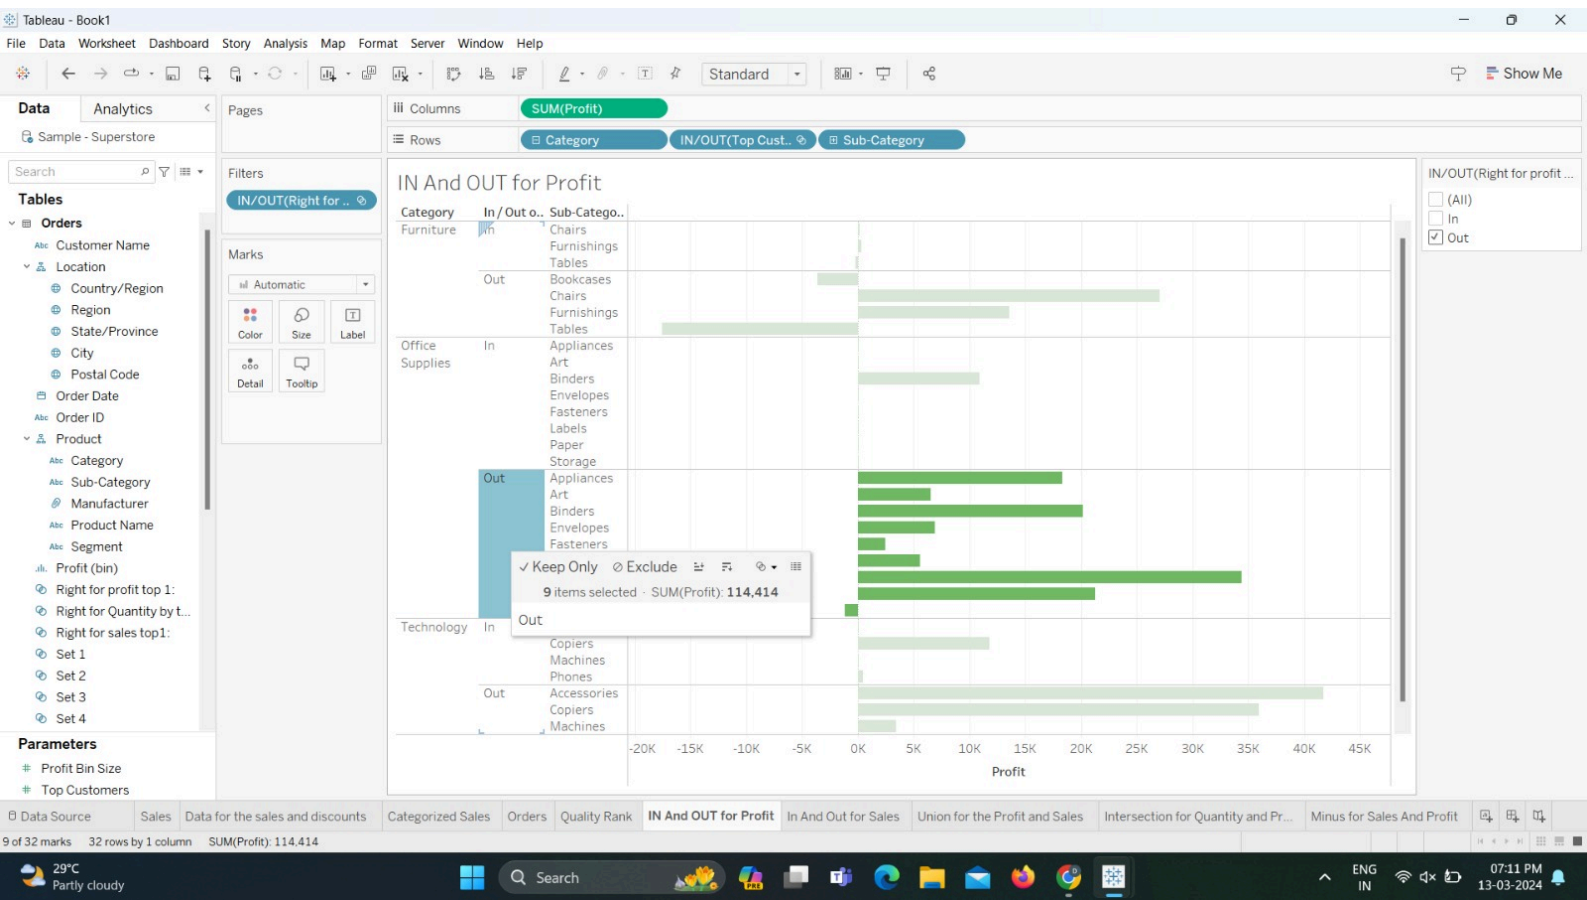 Tableau - Book1
File Data Worksheet Dashboard Story Analysis Map Format Server Window Help
Standard
Show Me
Data Analytics
Sample - Superstore
Search
Tables
Orders
Abc Customer Name
Location
Country/Region
Region
State/Province
City
Postal Code
Order Date
Abc Order ID
Product
Abc Category
Abc Sub-Category
Manufacturer
Abc Product Name
Abc Segment
Profit (bin)
Right for profit top 1:
Right for Quantity by t...
Right for sales top1:
Set 1
Set 2
Set 3
Set 4
Parameters
# Profit Bin Size
# Top Customers
Pages
Filters
IN/OUT(Right for ..
Marks
Automatic
Color Size Label
Detail Tooltip
Columns SUM(Profit)
Rows Category IN/OUT(Top Cust.. Sub-Category
IN And OUT for Profit
Category In / Out o.. Sub-Catego..
Furniture In Chairs
Furnishings
Tables
Out Bookcases
Chairs
Furnishings
Tables
Office Supplies In Appliances
Art
Binders
Envelopes
Fasteners
Labels
Paper
Storage
Out Appliances
Art
Binders
Envelopes
Fasteners
Keep Only Exclude
9 items selected · SUM(Profit): 114,414
Out
Technology In
Copiers
Machines
Phones
Out Accessories
Copiers
Machines
-20K -15K -10K -5K 0K 5K 10K 15K 20K 25K 30K 35K 40K 45K
Profit
IN/OUT(Right for profit ...
(All)
In
Out
Data Source Sales Data for the sales and discounts Categorized Sales Orders Quality Rank IN And OUT for Profit In And Out for Sales Union for the Profit and Sales Intersection for Quantity and Pr... Minus for Sales And Profit
9 of 32 marks 32 rows by 1 column SUM(Profit): 114,414
29°C
Partly cloudy
Search
PRE
ENG
IN
07:11 PM
13-03-2024